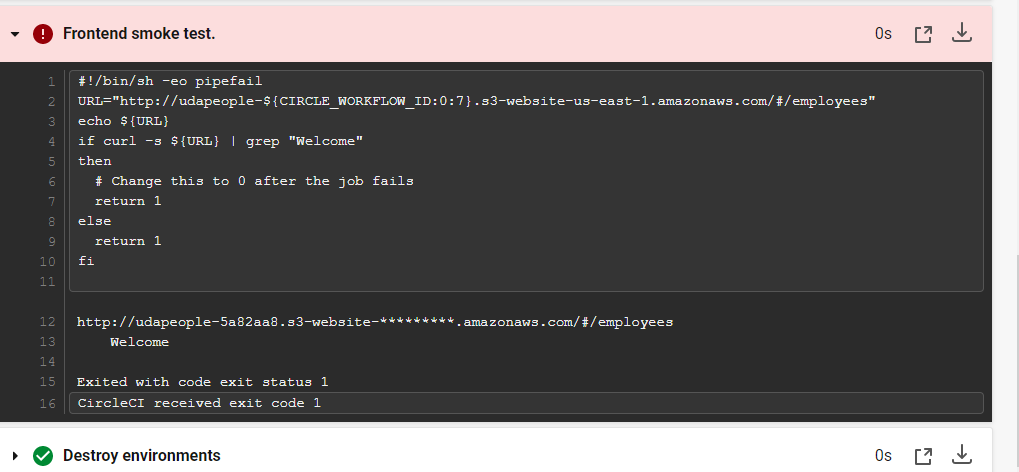 Frontend smoke test. 0s
1 #!/bin/sh -eo pipefail
2 URL="http://udapeople-${CIRCLE_WORKFLOW_ID:0:7}.s3-website-us-east-1.amazonaws.com/#/employees"
3 echo ${URL}
4 if curl -s ${URL} | grep "Welcome"
5 then
6   # Change this to 0 after the job fails
7   return 1
8 else
9   return 1
10 fi
11
12 http://udapeople-5a82aa8.s3-website-*********.amazonaws.com/#/employees
13     Welcome
14
15 Exited with code exit status 1
16 CircleCI received exit code 1
Destroy environments 0s